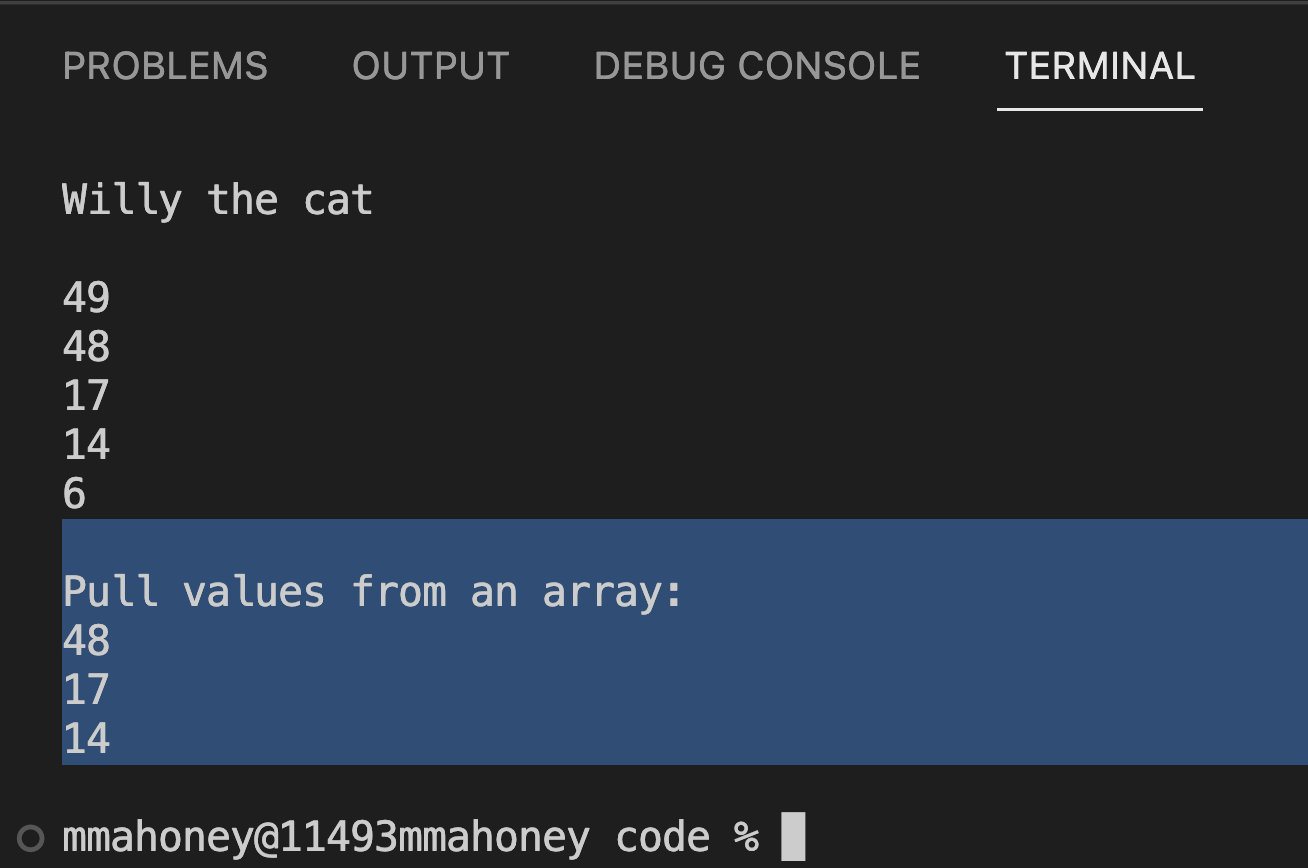 PROBLEMS OUTPUT DEBUG CONSOLE TERMINAL
Willy the cat
49
48
17
14
6
Pull values from an array:
48
17
14
mmahoney@11493mmahoney code %